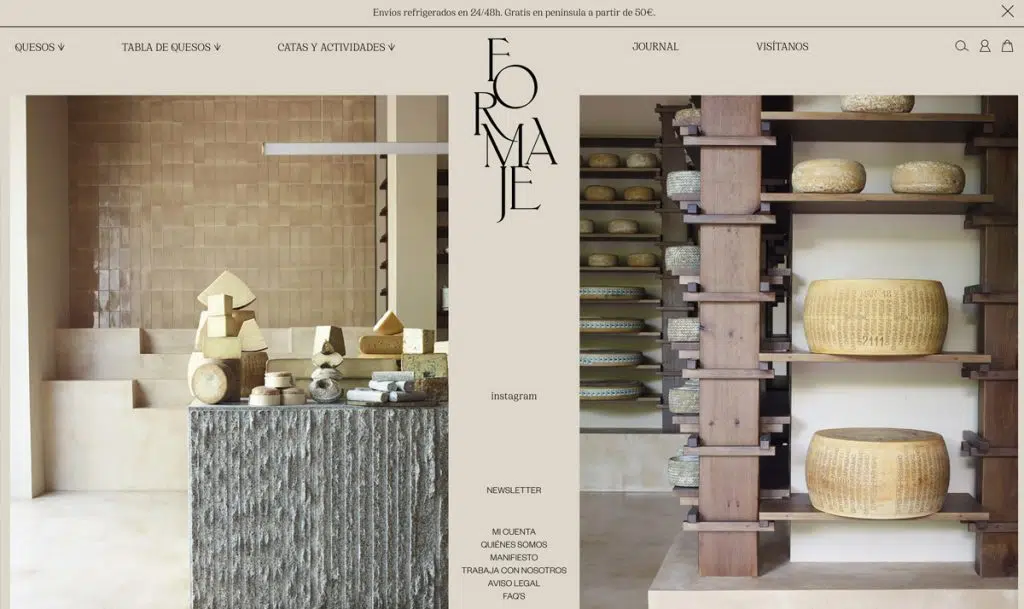 Envíos refrigerados en 24/48h. Gratis en península a partir de 50€.
QUESOS ↓
TABLA DE QUESOS ↓
CATAS Y ACTIVIDADES ↓
JOURNAL
VISÍTANOS
FORMAJE
2111
instagram
NEWSLETTER
MI CUENTA
QUIÉNES SOMOS
MANIFIESTO
TRABAJA CON NOSOTROS
AVISO LEGAL
FAQ'S